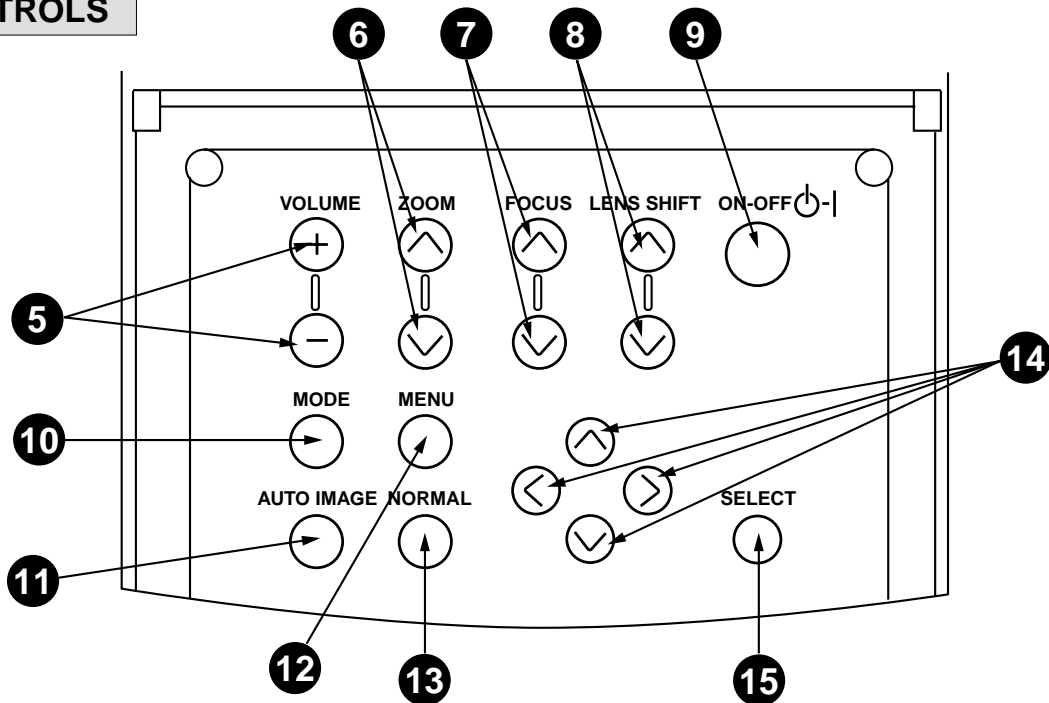 TROLS
6 7 8 9
VOLUME ZOOM FOCUS LENS SHIFT ON-OFF
5
14
MODE MENU
10
AUTO IMAGE NORMAL SELECT
11
12 13 15